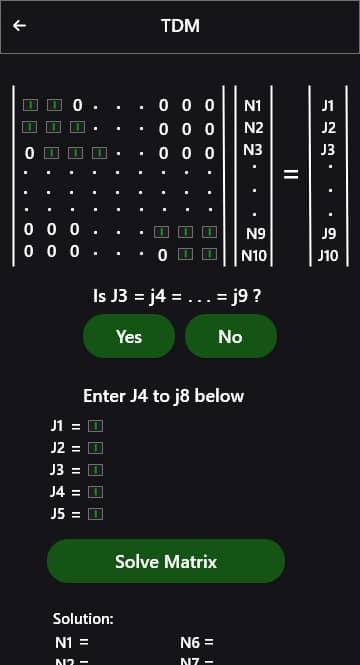 TDM
0 . . . 0 0 0 N1 J1
. . . 0 0 0 N2 J2
0 . . 0 0 0 N3 J3
. . . . . . . . . . .
. . . . . . . . . = . .
. . . . . . . . . . .
0 0 0 . . . N9 J9
0 0 0 . . . 0 N10 J10
Is J3 = j4 = . . . = j9 ?
Yes No
Enter J4 to j8 below
J1 =
J2 =
J3 =
J4 =
J5 =
Solve Matrix
Solution:
N1 = N6 =
N2 = N7 =